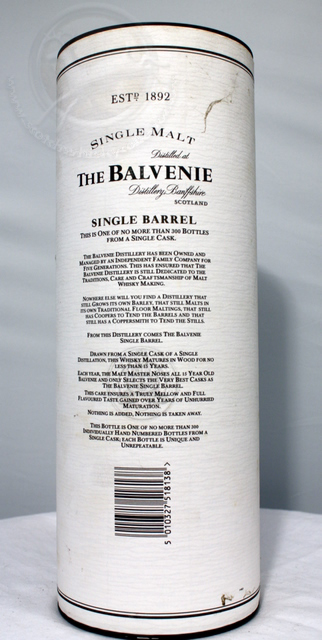 ESTD 1892
SINGLE MALT
Distilled at
THE BALVENIE
Distillery, Banffshire
SCOTLAND
SINGLE BARREL
THIS IS ONE OF NO MORE THAN 300 BOTTLES
FROM A SINGLE CASK.
THE BALVENIE DISTILLERY HAS BEEN OWNED AND
MANAGED BY AN INDEPENDENT FAMILY COMPANY FOR
FIVE GENERATIONS. THIS HAS ENSURED THAT THE
BALVENIE DISTILLERY IS STILL DEDICATED TO THE
TRADITIONS, CARE AND CRAFTSMANSHIP OF MALT
WHISKY MAKING.
NOWHERE ELSE WILL YOU FIND A DISTILLERY THAT
STILL GROWS ITS OWN BARLEY, THAT STILL MALTS IN
ITS OWN TRADITIONAL FLOOR MALTINGS, THAT STILL
HAS COOPERS TO TEND THE BARRELS AND THAT
STILL HAS A COPPERSMITH TO TEND THE STILLS.
FROM THIS DISTILLERY COMES THE BALVENIE
SINGLE BARREL.
DRAWN FROM A SINGLE CASK OF A SINGLE
DISTILLATION, THIS WHISKY MATURES IN WOOD FOR NO
LESS THAN 15 YEARS.
EACH YEAR, THE MALT MASTER NOSES ALL 15 YEAR OLD
BALVENIE AND ONLY SELECTS THE VERY BEST CASKS AS
THE BALVENIE SINGLE BARREL.
THIS CARE ENSURES A TRULY MELLOW AND FULL
FLAVOURED TASTE GAINED OVER YEARS OF UNHURRIED
MATURATION.
NOTHING IS ADDED, NOTHING IS TAKEN AWAY.
THIS BOTTLE IS ONE OF NO MORE THAN 300
INDIVIDUALLY HAND NUMBERED BOTTLES FROM A
SINGLE CASK; EACH BOTTLE IS UNIQUE AND
UNREPEATABLE.
5 010327 518138 >